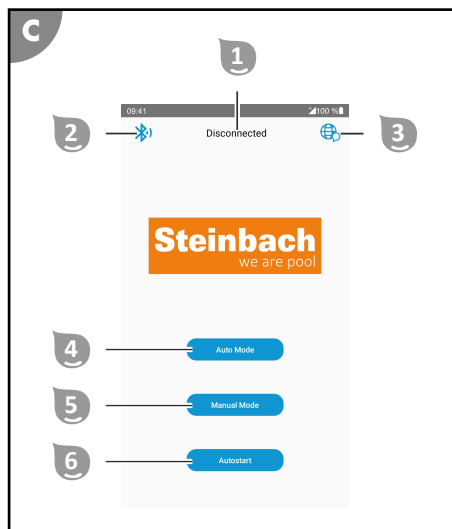 C
1
09:41 100 %
2 Disconnected 3
Steinbach
we are pool
4 Auto Mode
5 Manual Mode
6 Autostart